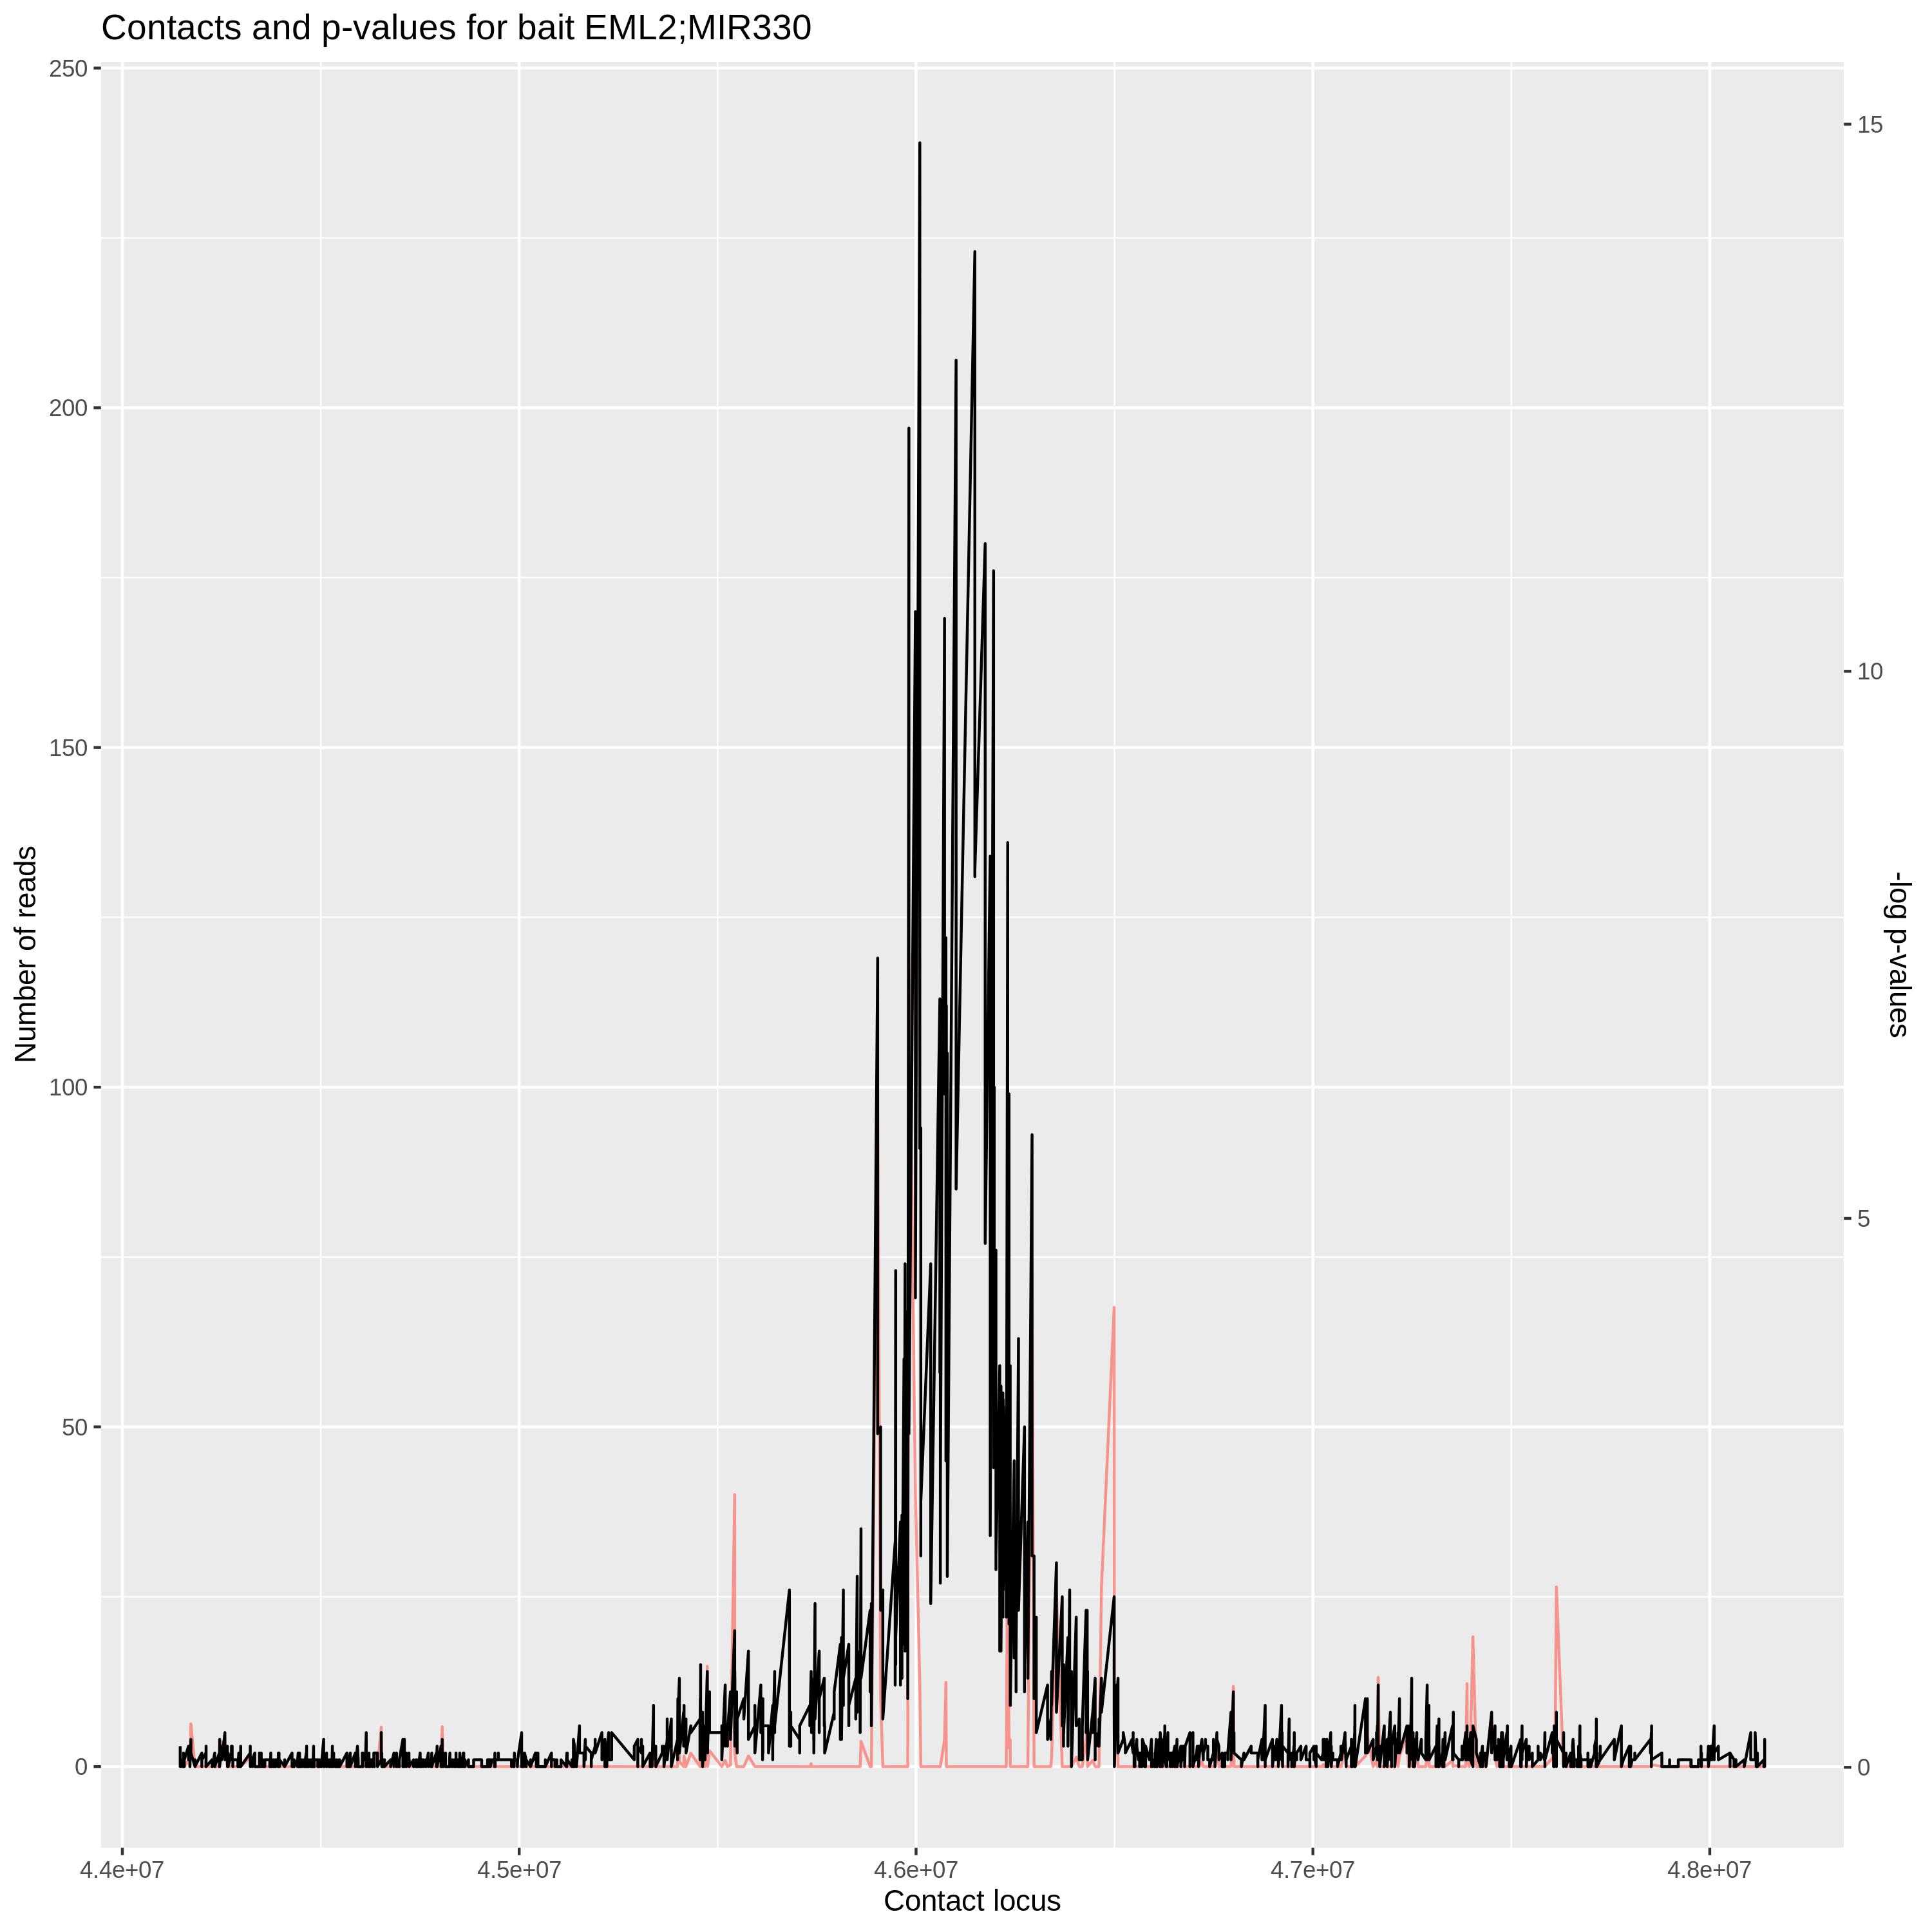 Contacts and p-values for bait EML2;MIR330
250
200
150
100
50
0
Number of reads
15
10
5
0
-log p-values
4.4e+07
4.5e+07
4.6e+07
4.7e+07
4.8e+07
Contact locus